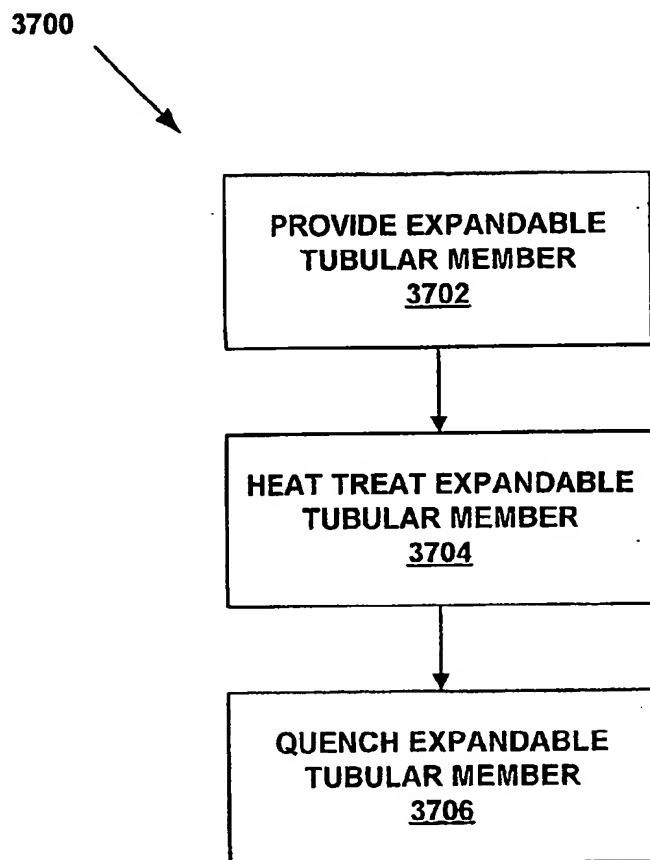 3700
PROVIDE EXPANDABLE
TUBULAR MEMBER
3702
HEAT TREAT EXPANDABLE
TUBULAR MEMBER
3704
QUENCH EXPANDABLE
TUBULAR MEMBER
3706